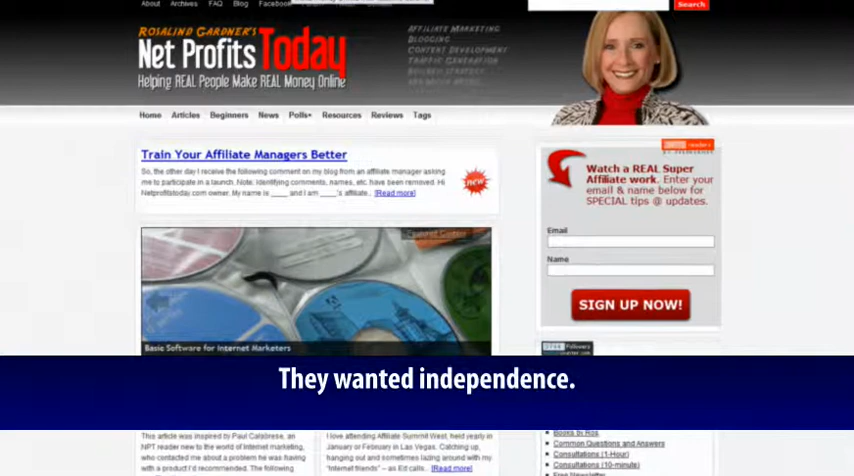 About Archives FAQ Blog Facebook
Search
ROSALIND GARDNER'S
Net Profits Today
Helping REAL People Make REAL Money Online
AFFILIATE MARKETING
BLOGGING
CONTENT DEVELOPMENT
TRAFFIC GENERATION
Home Articles Beginners News Polls+ Resources Reviews Tags
Train Your Affiliate Managers Better
So, the other day I receive the following comment on my blog from an affiliate manager asking
me to participate in a launch. Note: Identifying comments, names, etc. have been removed. Hi
Netprofitstoday.com owner. My name is ____ and I am ____'s affiliate.. [Read more]
new
readers
Watch a REAL Super
Affiliate work. Enter your
email & name below for
SPECIAL tips @ updates.
Email
Name
SIGN UP NOW!
Basic Software for Internet Marketers
followers
They wanted independence.
This article was inspired by Paul Calabrese, an
NPT reader new to the world of Internet marketing,
who contacted me about a problem he was having
with a product I'd recommended. The following
I love attending Affiliate Summit West, held yearly in
January or February in Las Vegas. Catching up,
hanging out and sometimes lazing around with my
"Internet friends" – as Ed calls.. [Read more]
Books by Ros
Common Questions and Answers
Consultations (1-Hour)
Consultations (10-minute)
Free Newsletter